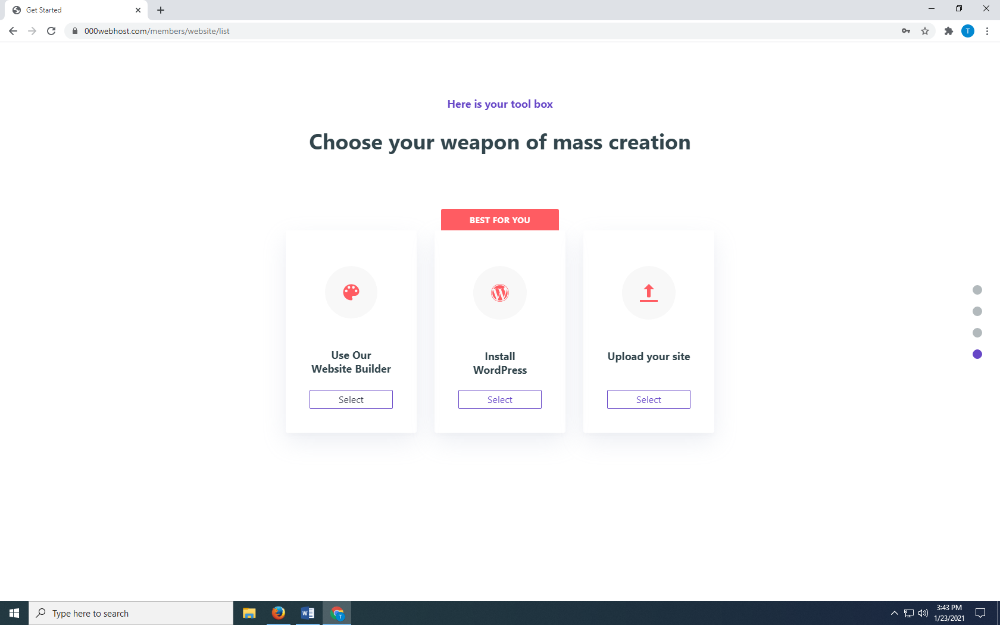 Get Started
000webhost.com/members/website/list
T
Here is your tool box
Choose your weapon of mass creation
BEST FOR YOU
Use Our
Website Builder
Select
Install
WordPress
Select
Upload your site
Select
Type here to search
W
T
3:43 PM
1/23/2021